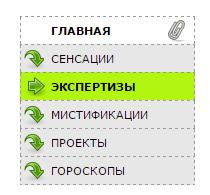 ГЛАВНАЯ
СЕНСАЦИИ
ЭКСПЕРТИЗЫ
МИСТИФИКАЦИИ
ПРОЕКТЫ
ГОРОСКОПЫ